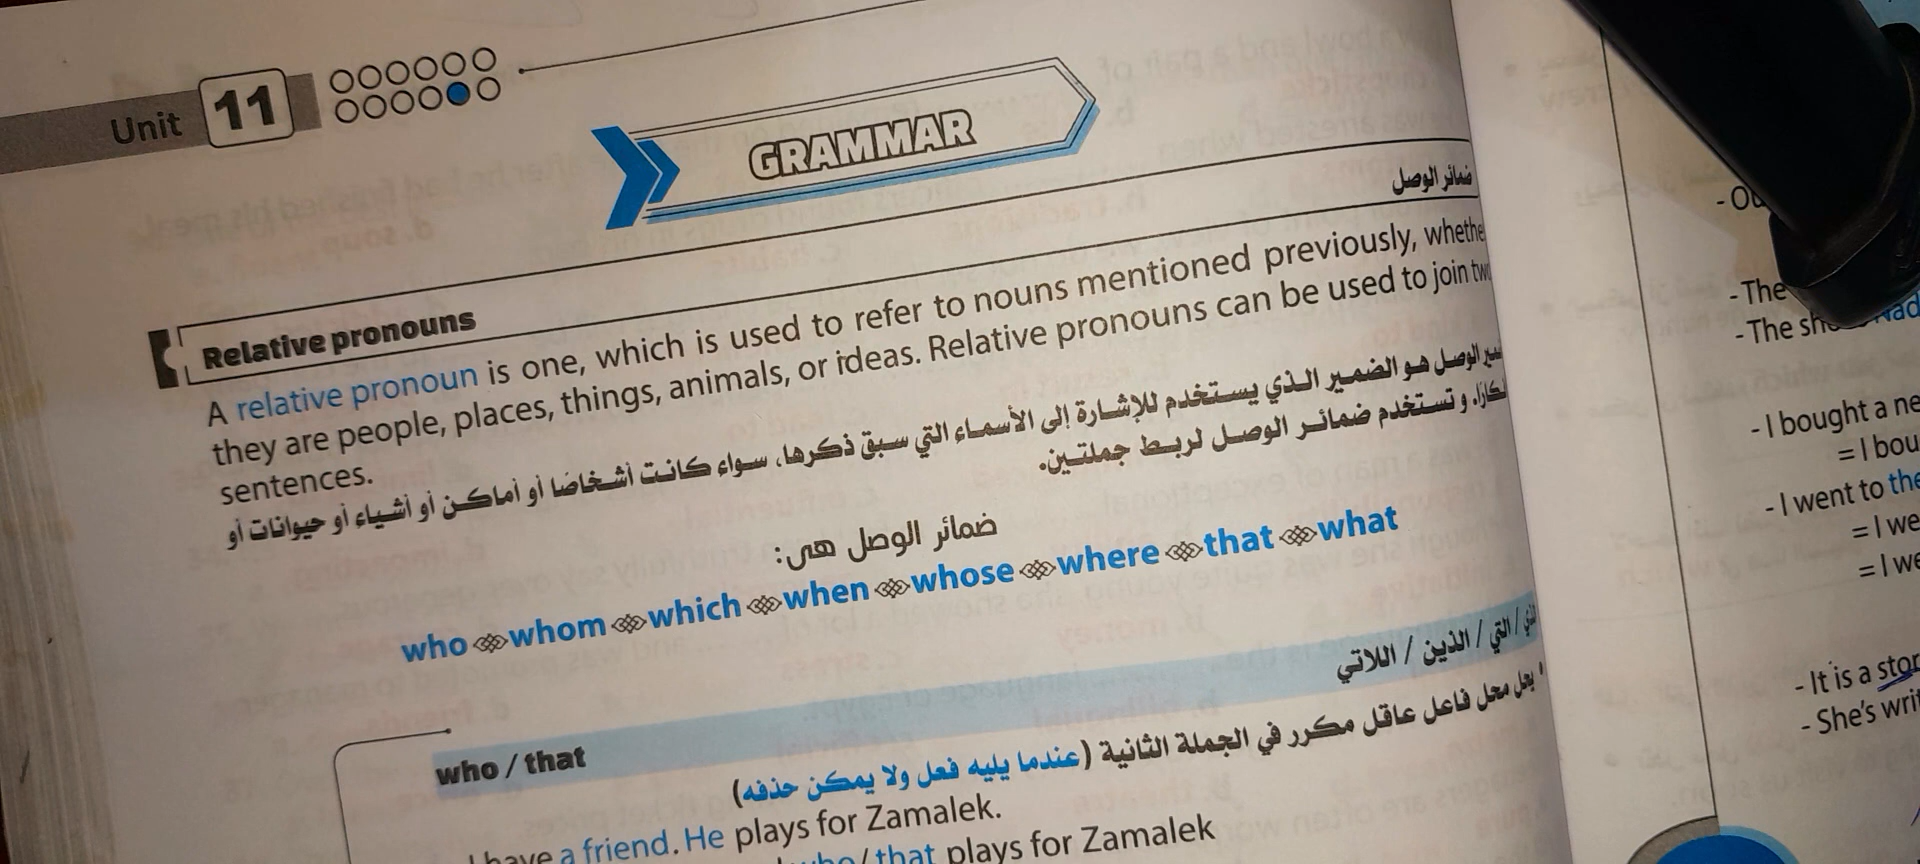 Unit 11
GRAMMAR
Relative pronouns ضمائر الوصل
A relative pronoun is one, which is used to refer to nouns mentioned previously, whethe
they are people, places, things, animals, or ideas. Relative pronouns can be used to join tw
sentences.
الوصل هو الضمير الذي يستخدم للإشارة إلى الأسماء التي سبق ذكرها، سواء كانت أشخاصًا أو أماكن أو أشياء أو حيوانات أو
وتستخدم ضمائر الوصل لربط جملتين.
ضمائر الوصل هى:
who whom which when whose where that what
who / that / التي / الذين / اللاتي
يحل محل فاعل عاقل مكرر في الجملة الثانية (عندما يليه فعل ولا يمكن حذفه)
I have a friend. He plays for Zamalek.
who / that plays for Zamalek
- The
- The
- I bought a ne
= I bou
- I went to the
= I we
= I we
- It is a stor
- She's writ